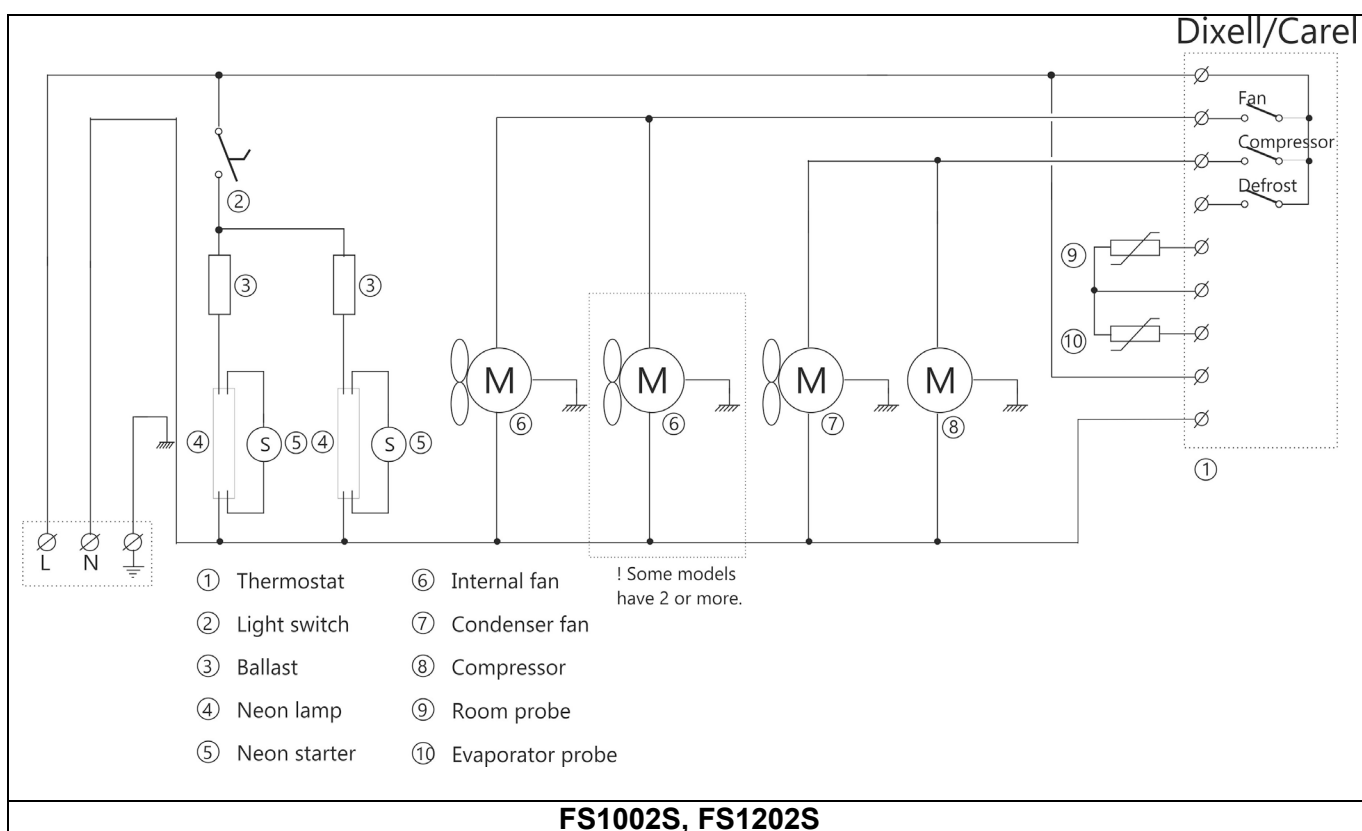 Dixell/Carel
Fan
Compressor
Defrost
②
③ ③
⑨
⑩
④ S ⑤ ④ S ⑤
M M M M
⑥ ⑥ ⑦ ⑧
①
L N
① Thermostat
② Light switch
③ Ballast
④ Neon lamp
⑤ Neon starter
⑥ Internal fan
⑦ Condenser fan
⑧ Compressor
⑨ Room probe
⑩ Evaporator probe
! Some models
have 2 or more.
FS1002S, FS1202S